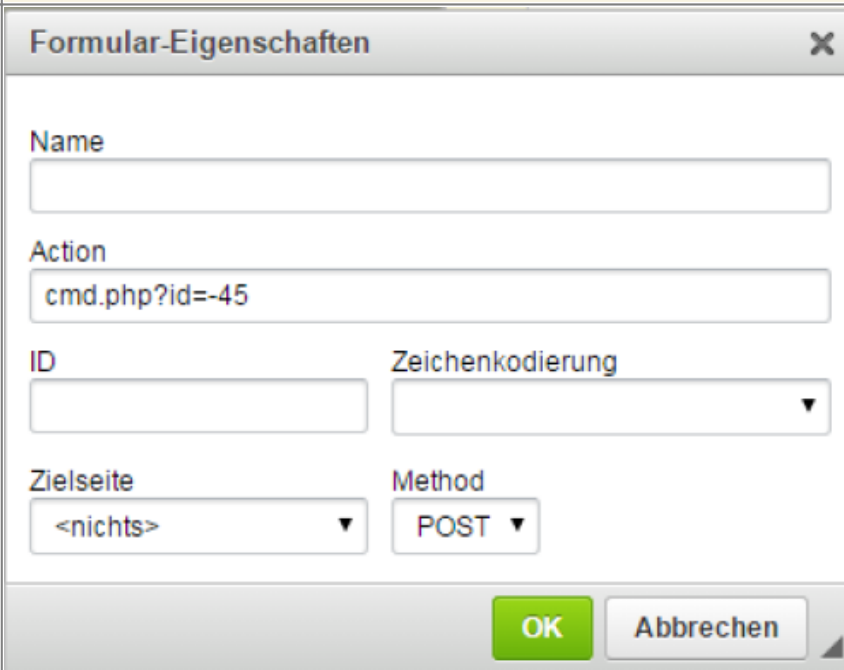 Formular-Eigenschaften
Name
Action
cmd.php?id=-45
ID Zeichenkodierung
Zielseite Method
<nichts> POST
OK Abbrechen